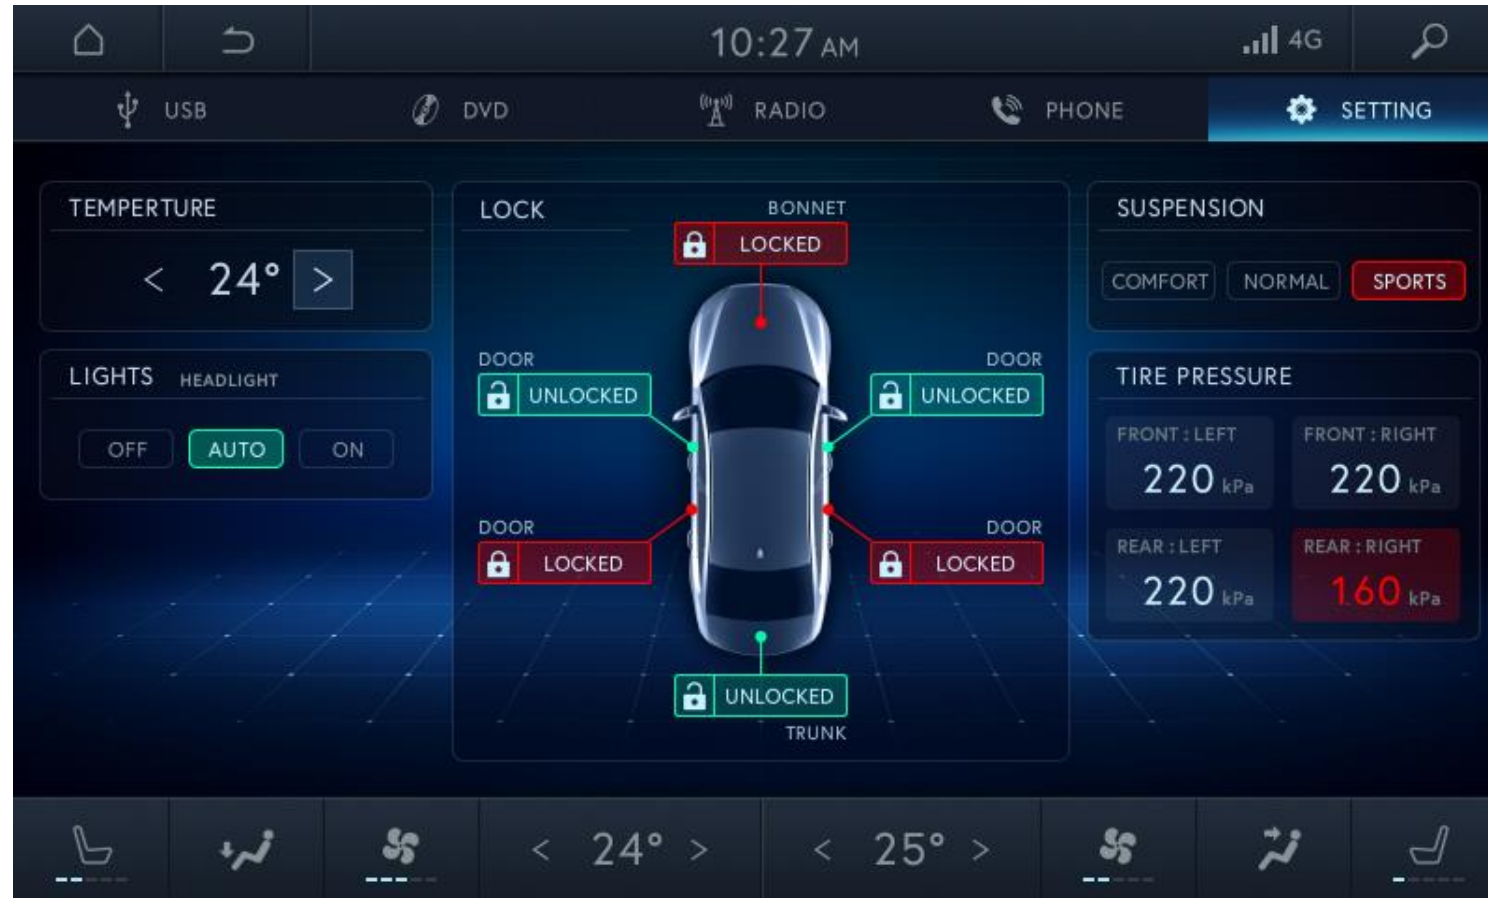 10:27 AM
4G
USB
DVD
RADIO
PHONE
SETTING
TEMPERTURE
< 24° >
LIGHTS HEADLIGHT
OFF
AUTO
ON
LOCK
BONNET
LOCKED
DOOR
UNLOCKED
DOOR
UNLOCKED
DOOR
LOCKED
DOOR
LOCKED
UNLOCKED
TRUNK
SUSPENSION
COMFORT
NORMAL
SPORTS
TIRE PRESSURE
FRONT : LEFT
220 kPa
FRONT : RIGHT
220 kPa
REAR : LEFT
220 kPa
REAR : RIGHT
160 kPa
< 24° >
< 25° >